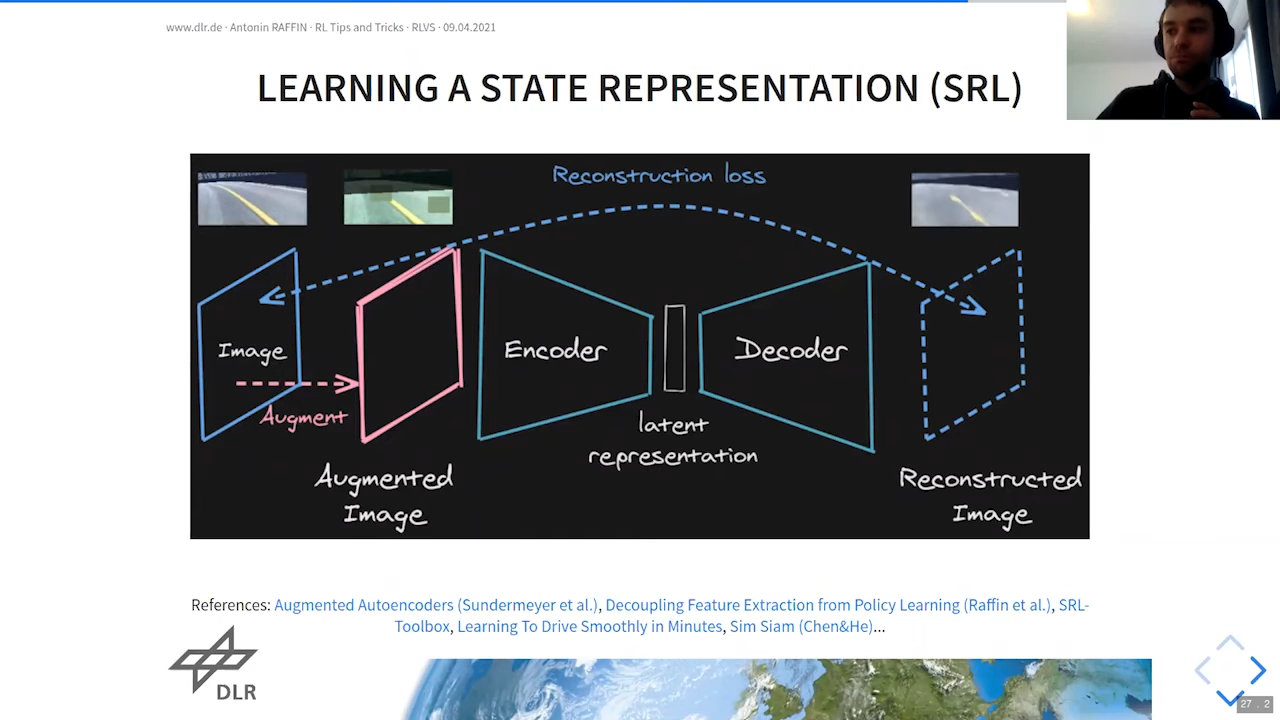 www.dlr.de · Antonin RAFFIN · RL Tips and Tricks · RLVS · 09.04.2021
LEARNING A STATE REPRESENTATION (SRL)
Reconstruction loss
Image
Augment
Augmented
Image
Encoder
latent
representation
Decoder
Reconstructed
Image
References: Augmented Autoencoders (Sundermeyer et al.), Decoupling Feature Extraction from Policy Learning (Raffin et al.), SRL-
Toolbox, Learning To Drive Smoothly in Minutes, Sim Siam (Chen&He)...
DLR
27 . 2